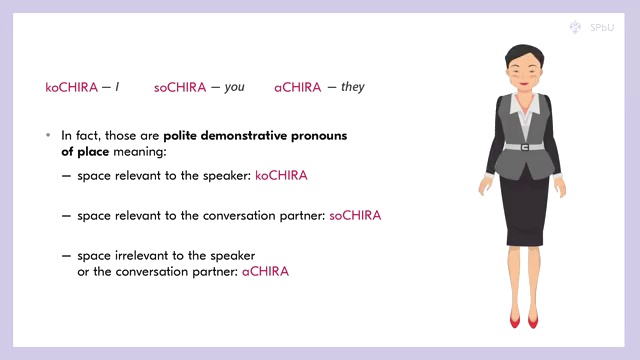 SPbU
koCHIRA – I soCHIRA – you aCHIRA – they
• In fact, those are polite demonstrative pronouns
of place meaning:
– space relevant to the speaker: koCHIRA
– space relevant to the conversation partner: soCHIRA
– space irrelevant to the speaker
or the conversation partner: aCHIRA